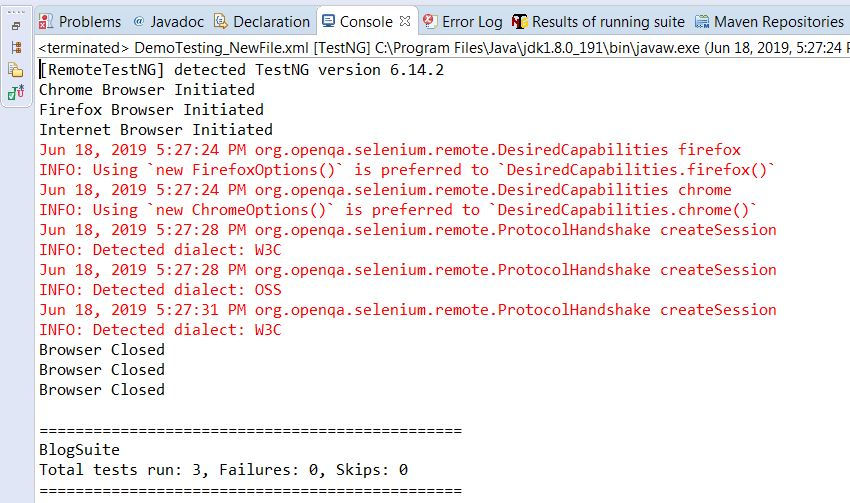 Problems @ Javadoc Declaration Console Error Log Results of running suite Maven Repositories
<terminated> DemoTesting_NewFile.xml [TestNG] C:\Program Files\Java\jdk1.8.0_191\bin\javaw.exe (Jun 18, 2019, 5:27:24 P
[RemoteTestNG] detected TestNG version 6.14.2
Chrome Browser Initiated
Firefox Browser Initiated
Internet Browser Initiated
Jun 18, 2019 5:27:24 PM org.openqa.selenium.remote.DesiredCapabilities firefox
INFO: Using `new FirefoxOptions()` is preferred to `DesiredCapabilities.firefox()`
Jun 18, 2019 5:27:24 PM org.openqa.selenium.remote.DesiredCapabilities chrome
INFO: Using `new ChromeOptions()` is preferred to `DesiredCapabilities.chrome()`
Jun 18, 2019 5:27:28 PM org.openqa.selenium.remote.ProtocolHandshake createSession
INFO: Detected dialect: W3C
Jun 18, 2019 5:27:28 PM org.openqa.selenium.remote.ProtocolHandshake createSession
INFO: Detected dialect: OSS
Jun 18, 2019 5:27:31 PM org.openqa.selenium.remote.ProtocolHandshake createSession
INFO: Detected dialect: W3C
Browser Closed
Browser Closed
Browser Closed
===============================================
BlogSuite
Total tests run: 3, Failures: 0, Skips: 0
===============================================